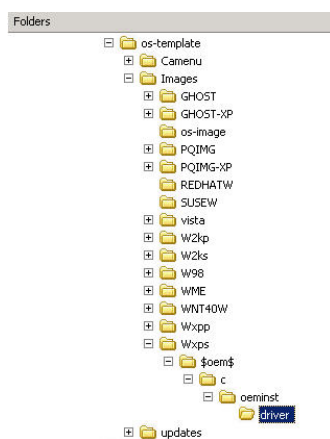 Folders
os-template
Camenu
Images
GHOST
GHOST-XP
os-image
PQIMG
PQIMG-XP
REDHATW
SUSEW
vista
W2kp
W2ks
W98
WME
WNT40W
Wxpp
Wxps
$oem$
c
oeminst
driver
updates